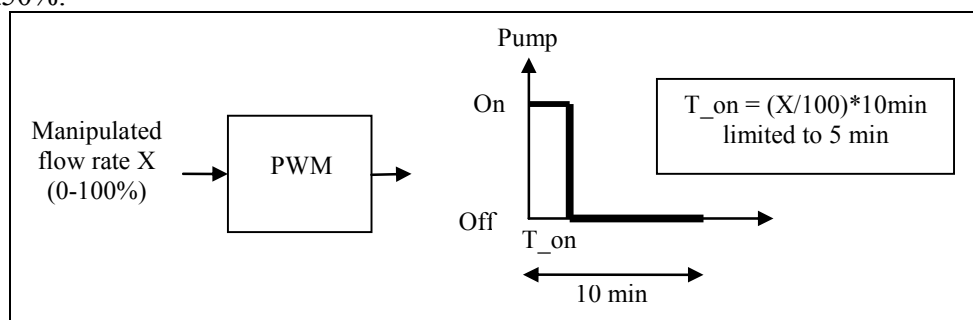 50%.
Pump
On
T_on = (X/100)*10min
limited to 5 min
Manipulated
flow rate X
(0-100%)
PWM
Off
T_on
10 min